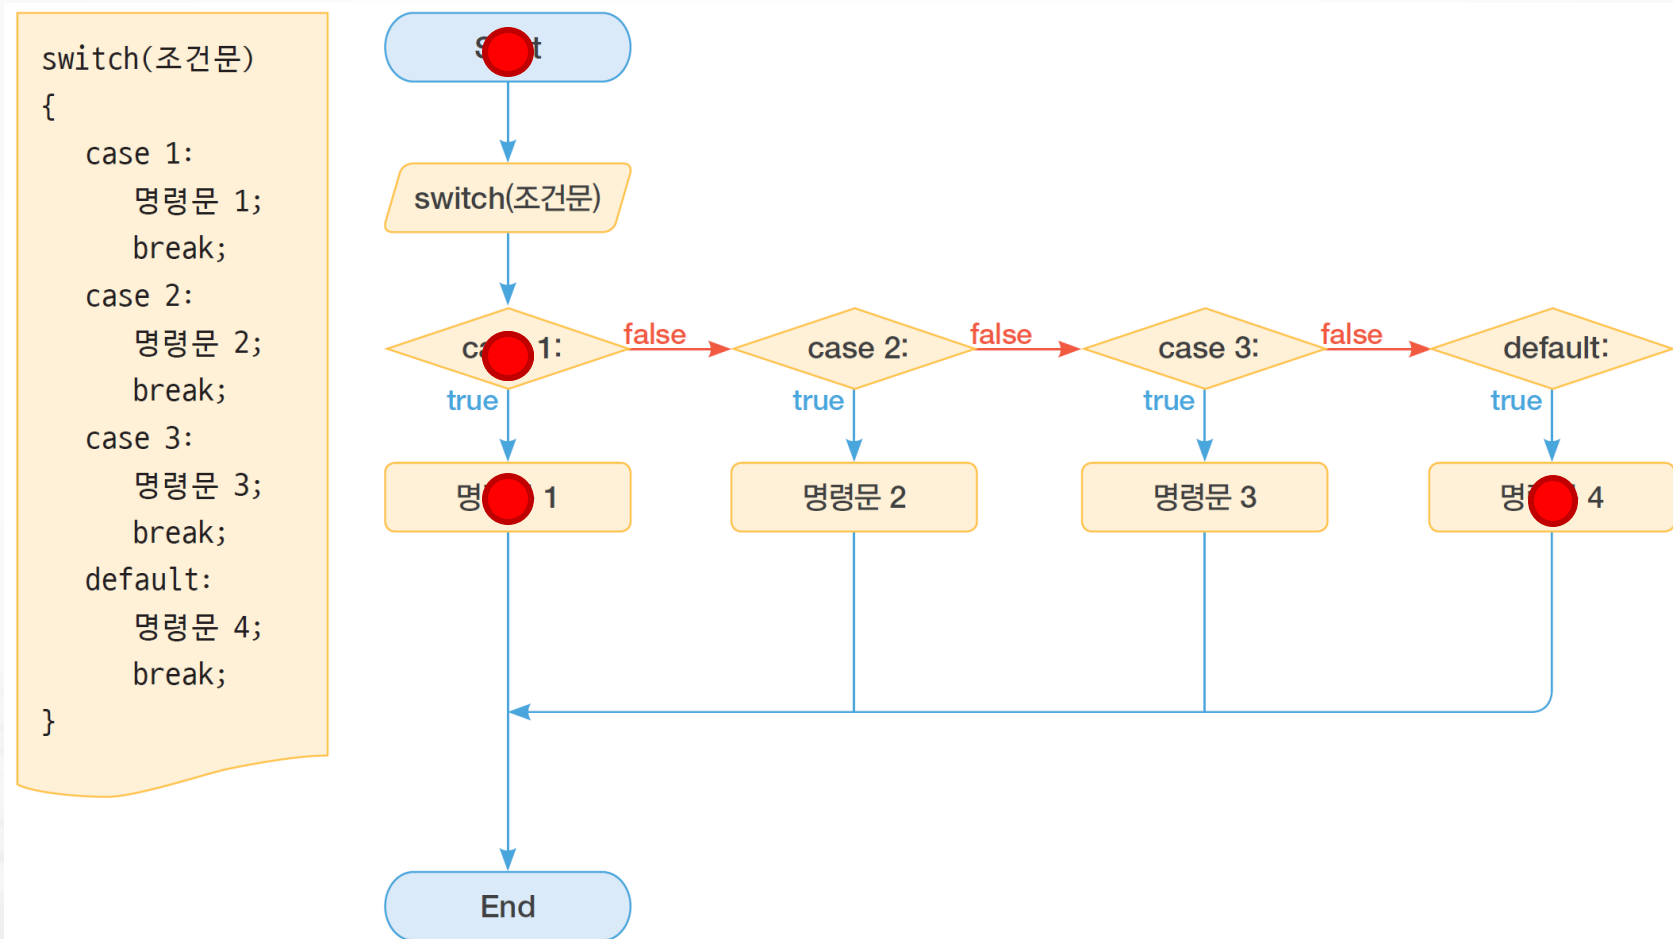 switch(조건문)
{
case 1:
명령문 1;
break;
case 2:
명령문 2;
break;
case 3:
명령문 3;
break;
default:
명령문 4;
break;
}
switch(조건문)
1:
false
case 2:
false
case 3:
false
default:
true
true
true
true
1
명령문 2
명령문 3
4
End